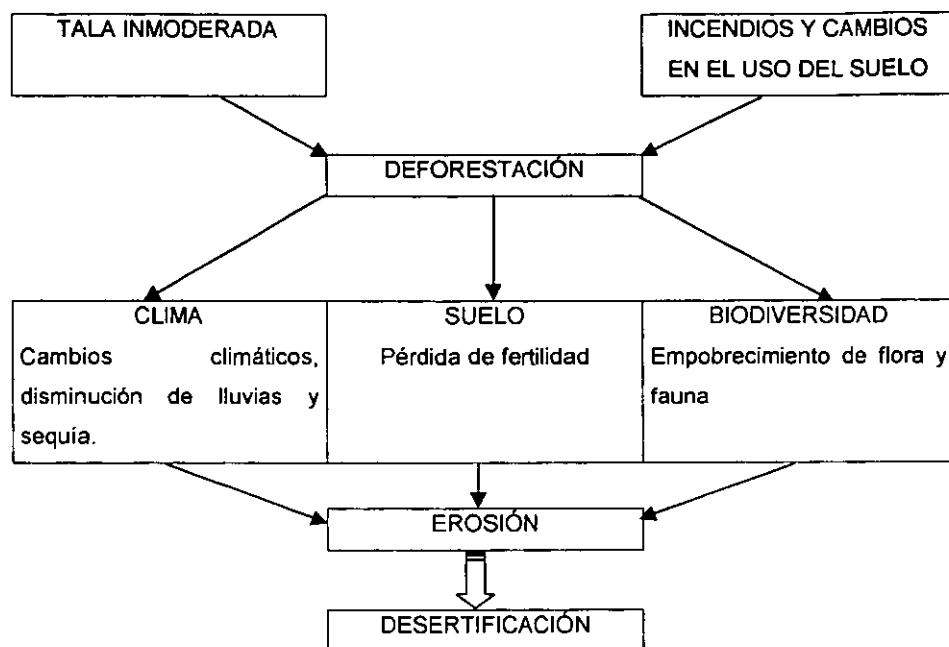 TALA INMODERADA
INCENDIOS Y CAMBIOS
EN EL USO DEL SUELO
DEFORESTACIÓN
CLIMA
Cambios climáticos,
disminución de lluvias y
sequía.
SUELO
Pérdida de fertilidad
BIODIVERSIDAD
Empobrecimiento de flora y
fauna
EROSIÓN
DESERTIFICACIÓN